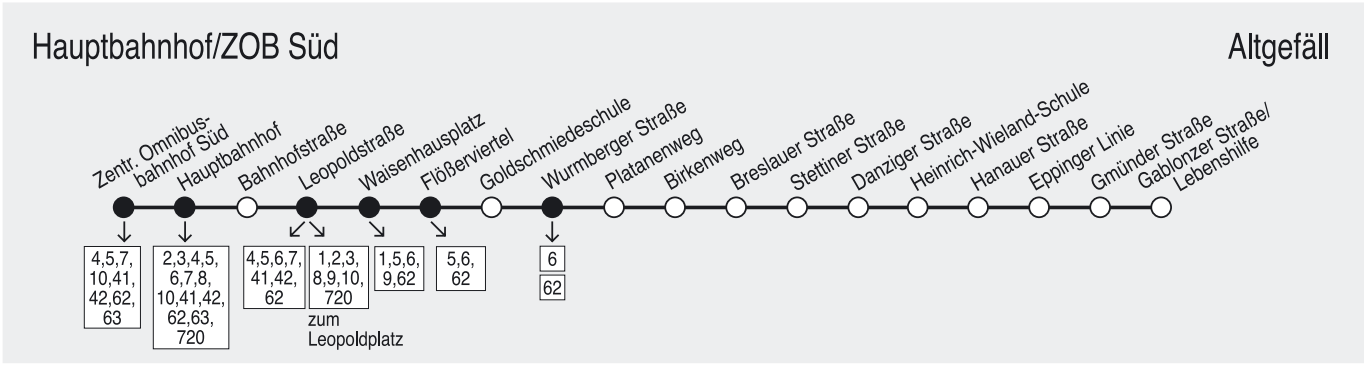 Hauptbahnhof/ZOB Süd
Altgefäll
Zentr. Omnibus-
bahnhof Süd
Hauptbahnhof
Bahnhofstraße
Leopoldstraße
Waisenhausplatz
Flößerviertel
Goldschmiedeschule
Wurmberger Straße
Platanenweg
Birkenweg
Breslauer Straße
Stettiner Straße
Danziger Straße
Heinrich-Wieland-Schule
Hanauer Straße
Eppinger Linie
Gmünder Straße
Gablonzer Straße/
Lebenshilfe
4,5,7,
10,41,
42,62,
63
2,3,4,5,
6,7,8,
10,41,42,
62,63,
720
4,5,6,7,
41,42,
62
1,2,3,
8,9,10,
720
zum
Leopoldplatz
1,5,6,
9,62
5,6,
62
6
62